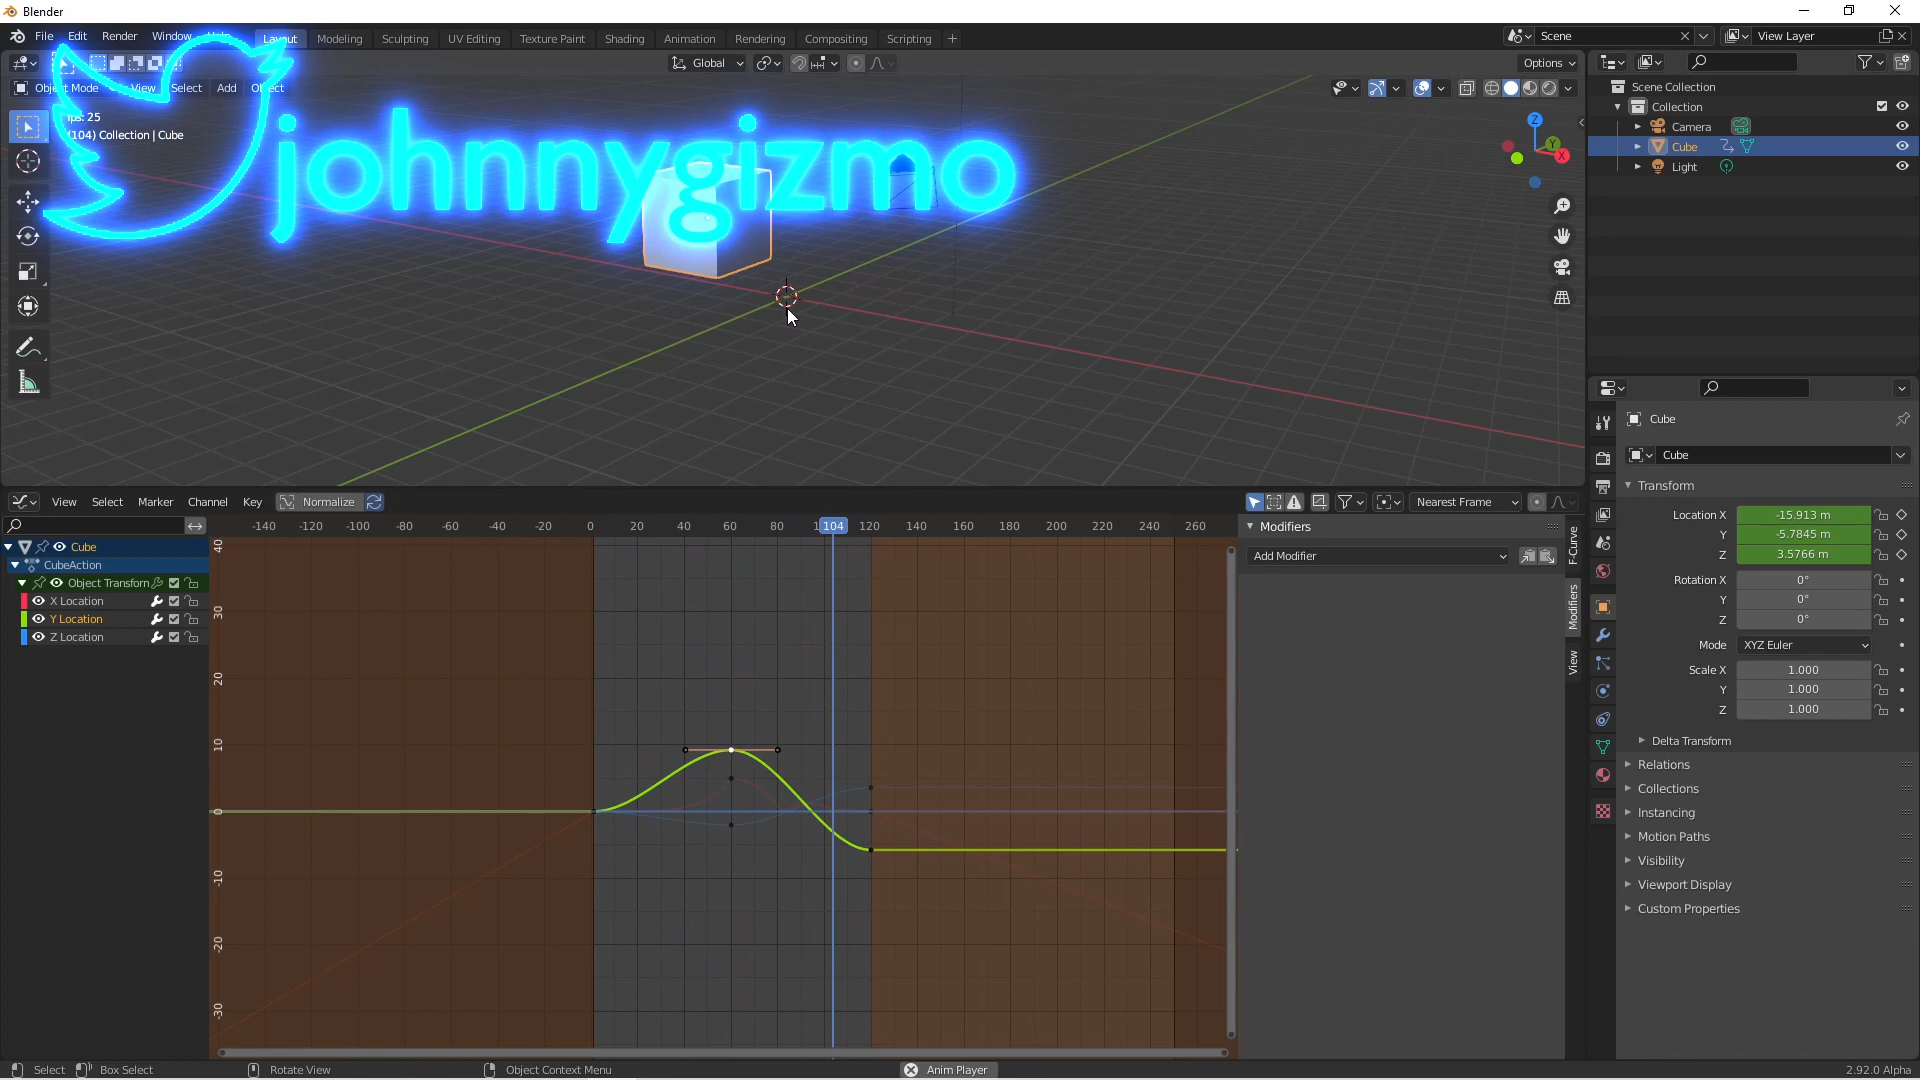 Blender
File Edit Render Window Help Layout Modeling Sculpting UV Editing Texture Paint Shading Animation Rendering Compositing Scripting + Scene View Layer
Global Options
Object Mode View Select Add Object
fps: 25
(104) Collection | Cube
johnnygizmo
Z
Y
X
Scene Collection
Collection
Camera
Cube
Light
Cube
Cube
Transform
Location X -15.913 m
Y -5.7845 m
Z 3.5766 m
Rotation X 0°
Y 0°
Z 0°
Mode XYZ Euler
Scale X 1.000
Y 1.000
Z 1.000
Delta Transform
Relations
Collections
Instancing
Motion Paths
Visibility
Viewport Display
Custom Properties
View Select Marker Channel Key Normalize Nearest Frame
-140 -120 -100 -80 -60 -40 -20 0 20 40 60 80 104 120 140 160 180 200 220 240 260
Cube
CubeAction
Object Transform
X Location
Y Location
Z Location
40
30
20
10
0
-10
-20
-30
Modifiers
Add Modifier
F-Curve
Modifiers
View
Select Box Select Rotate View Object Context Menu Anim Player 2.92.0 Alpha